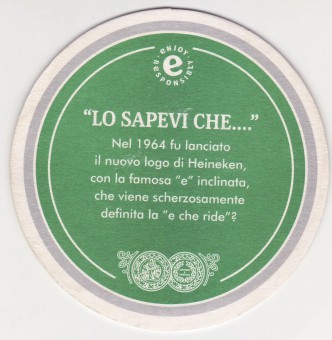 ENJOY
e
RESPONSIBLY
"LO SAPEVI CHE...."
Nel 1964 fu lanciato
il nuovo logo di Heineken,
con la famosa "e" inclinata,
che viene scherzosamente
definita la "e che ride"?